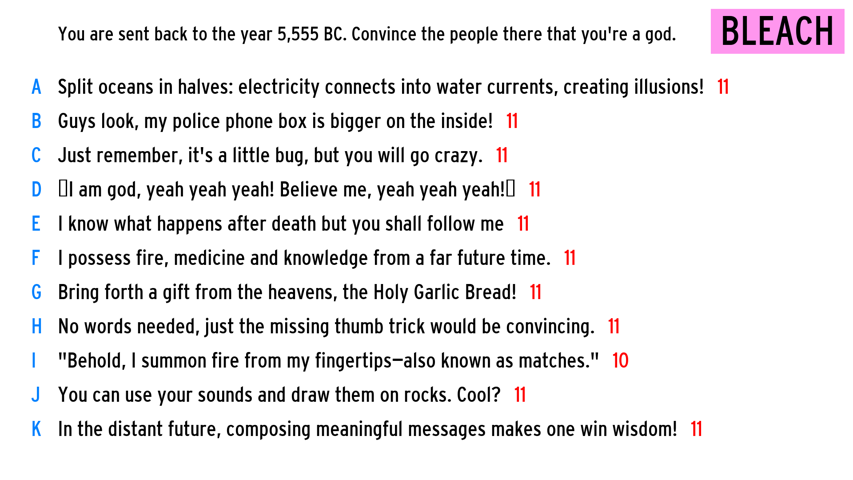 You are sent back to the year 5,555 BC. Convince the people there that you're a god.
BLEACH
A Split oceans in halves: electricity connects into water currents, creating illusions! 11
B Guys look, my police phone box is bigger on the inside! 11
C Just remember, it's a little bug, but you will go crazy. 11
D ▯I am god, yeah yeah yeah! Believe me, yeah yeah yeah!▯ 11
E I know what happens after death but you shall follow me 11
F I possess fire, medicine and knowledge from a far future time. 11
G Bring forth a gift from the heavens, the Holy Garlic Bread! 11
H No words needed, just the missing thumb trick would be convincing. 11
I "Behold, I summon fire from my fingertips—also known as matches." 10
J You can use your sounds and draw them on rocks. Cool? 11
K In the distant future, composing meaningful messages makes one win wisdom! 11